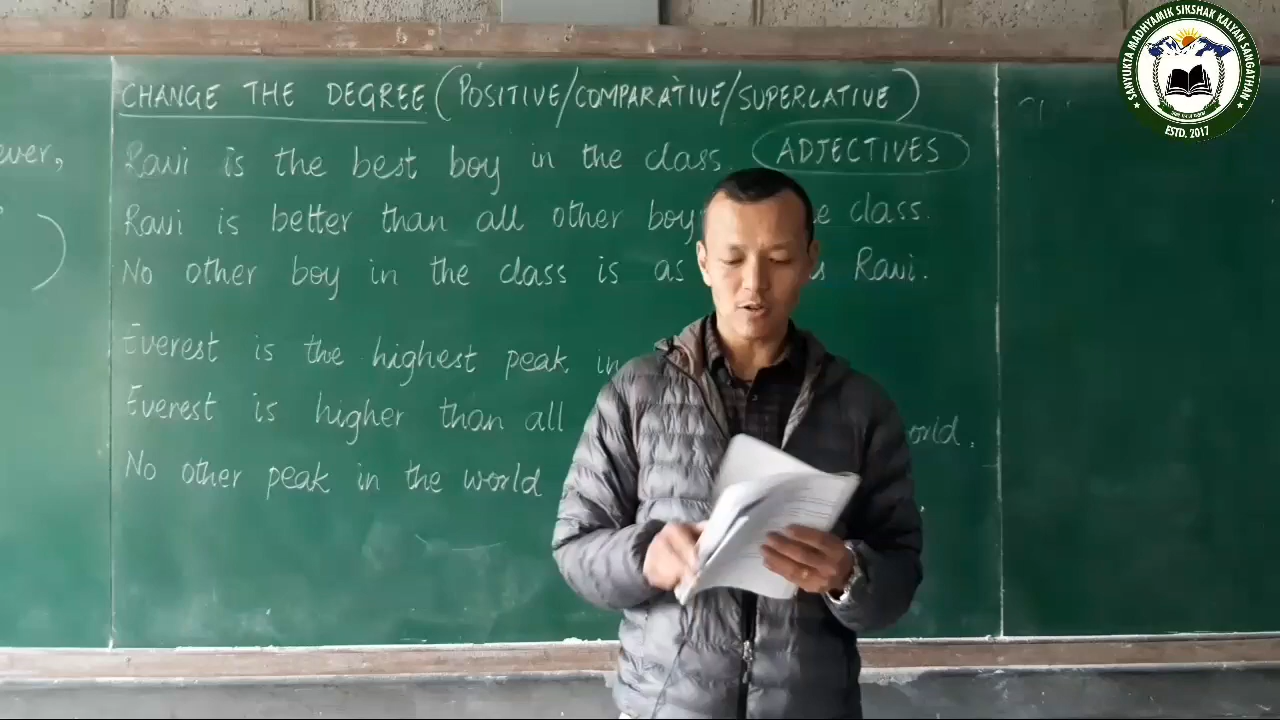 CHANGE THE DEGREE (POSITIVE/COMPARATIVE/SUPERLATIVE)
Ravi is the best boy in the class. ADJECTIVES
Ravi is better than all other class.
No other boy in the class is as Ravi.
Everest is the highest peak in
Everest is higher than all
No other peak in the world
ever,
SAMYUKTA MADHYAMIK SIKSHAK KALYAN SANGATHAN
ESTD. 2017